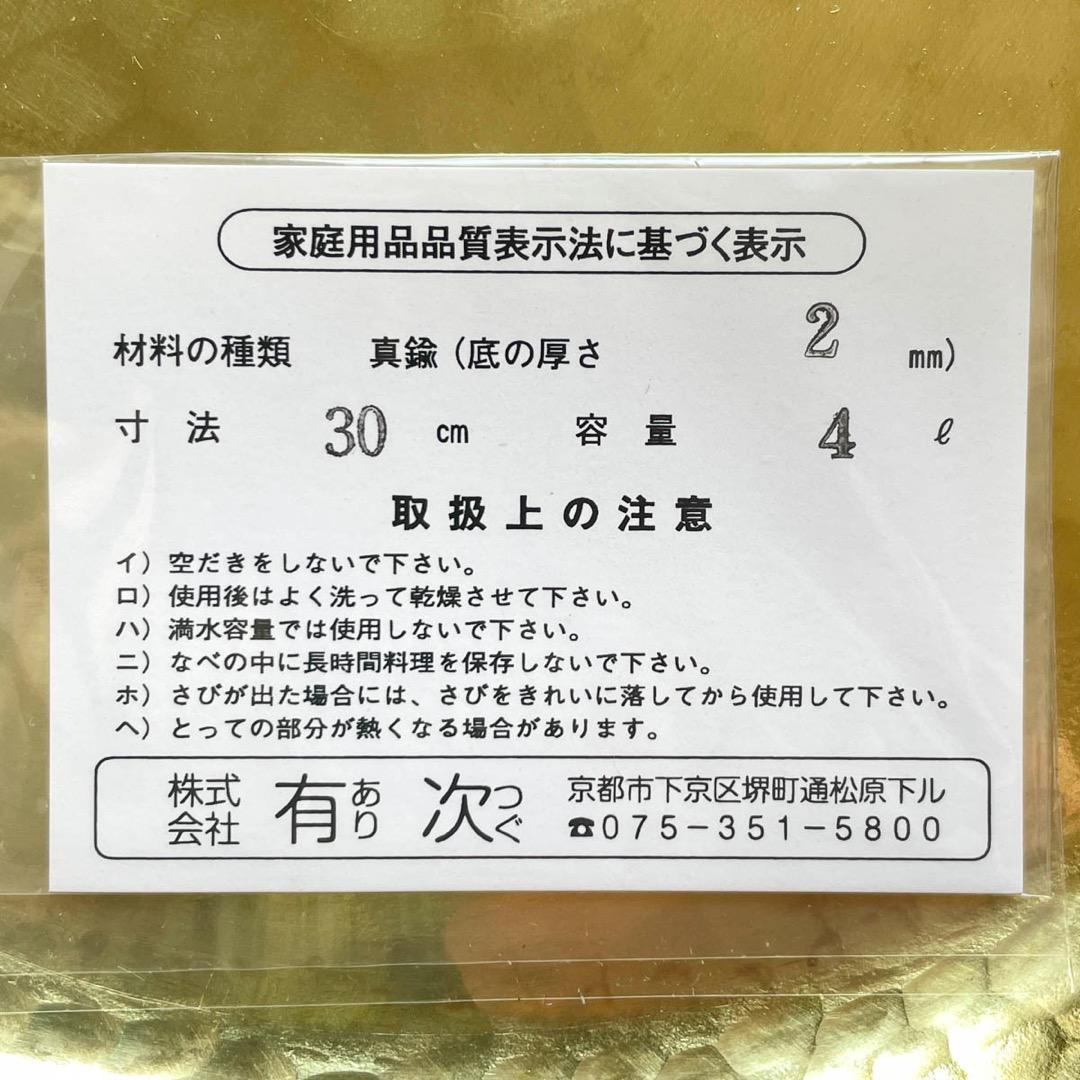 家庭用品品質表示法に基づく表示
材料の種類 真鍮（底の厚さ 2 mm）
寸法 30 cm 容量 4 ℓ
取扱上の注意
イ）空だきをしないで下さい。
ロ）使用後はよく洗って乾燥させて下さい。
ハ）満水容量では使用しないで下さい。
ニ）なべの中に長時間料理を保存しないで下さい。
ホ）さびが出た場合には、さびをきれいに落してから使用して下さい。
ヘ）とっての部分が熱くなる場合があります。
株式会社 有次 あり つぐ 京都市下京区堺町通松原下ル
☎075-351-5800